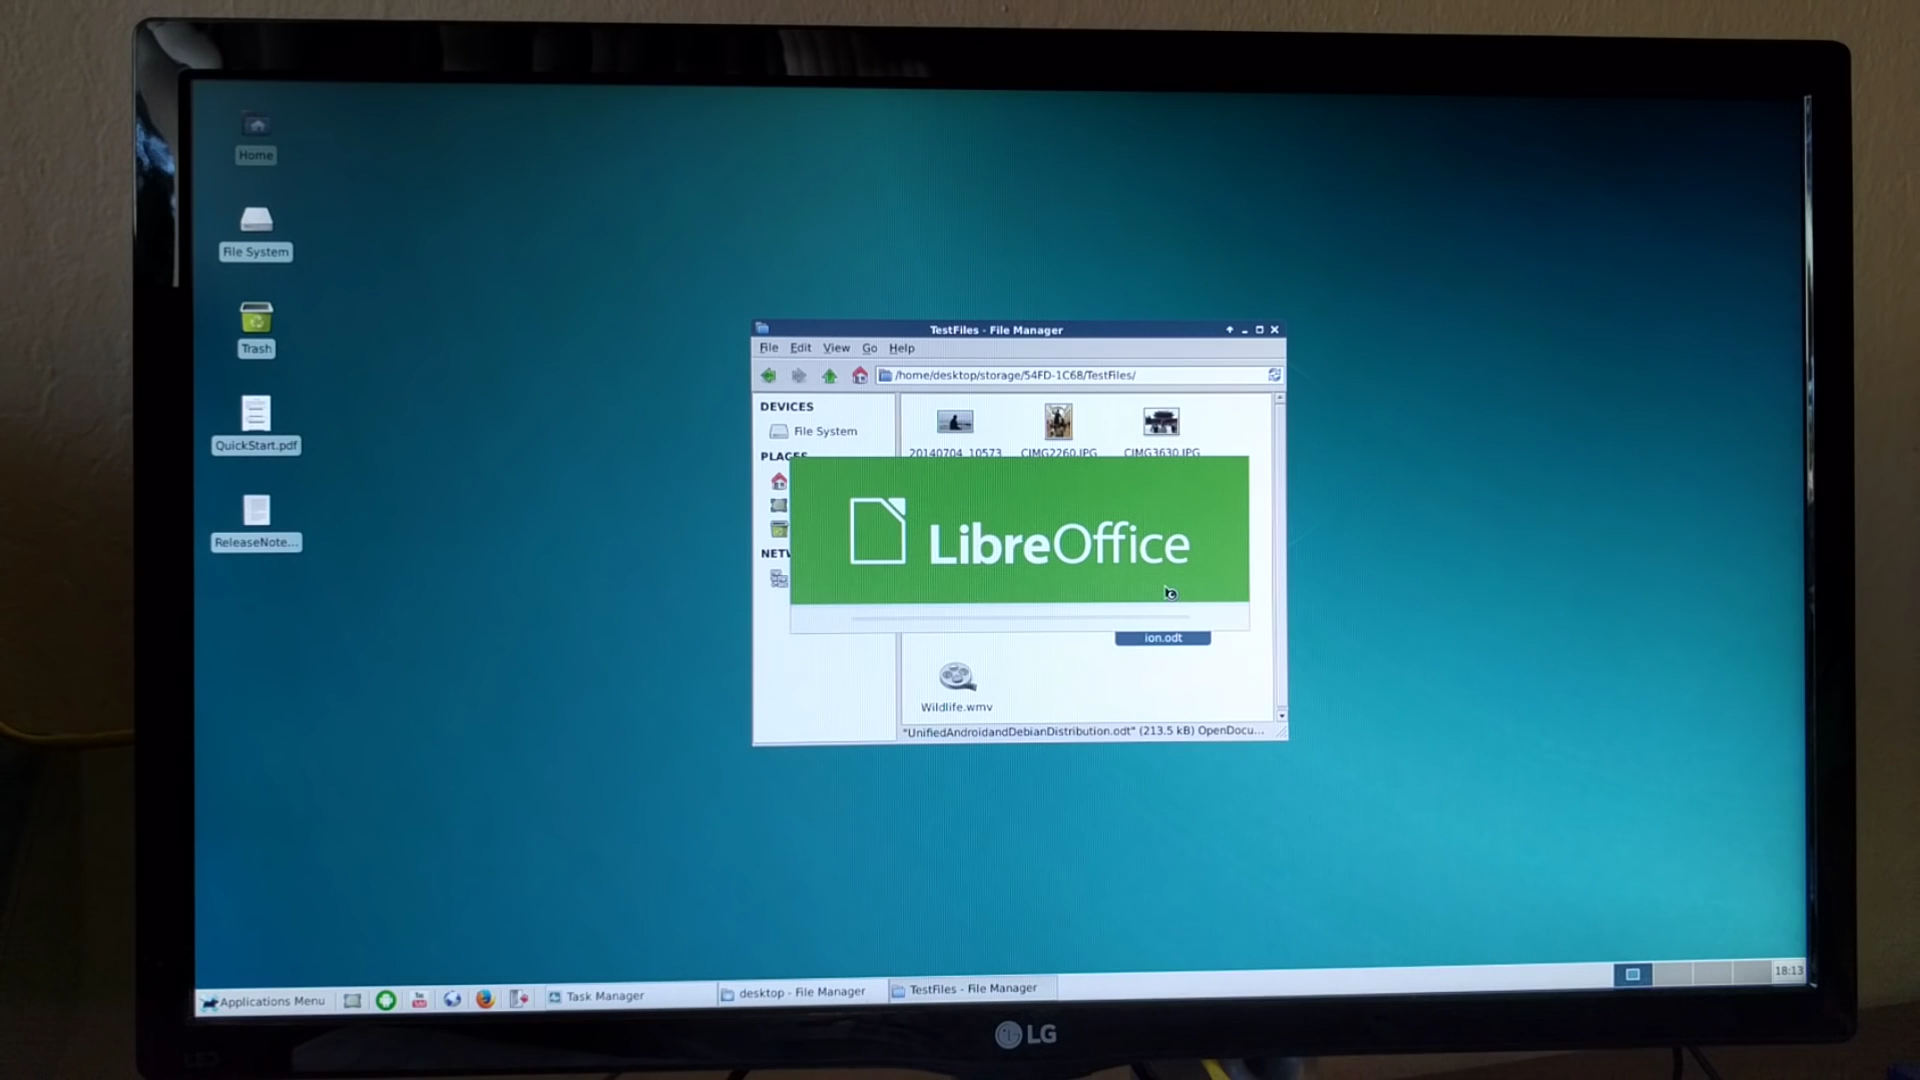 Home
File System
Trash
QuickStart.pdf
ReleaseNote...
TestFiles - File Manager
File Edit View Go Help
/home/desktop/storage/54FD-1C68/TestFiles/
DEVICES
File System
PLACES
NETW
20140704_10573 CIMG2260.JPG CIMG3630.JPG
LibreOffice
ion.odt
Wildlife.wmv
"UnifiedAndroidandDebianDistribution.odt" (213.5 kB) OpenDocu...
Applications Menu
You Tube
Task Manager
desktop - File Manager
TestFiles - File Manager
18:13
LG